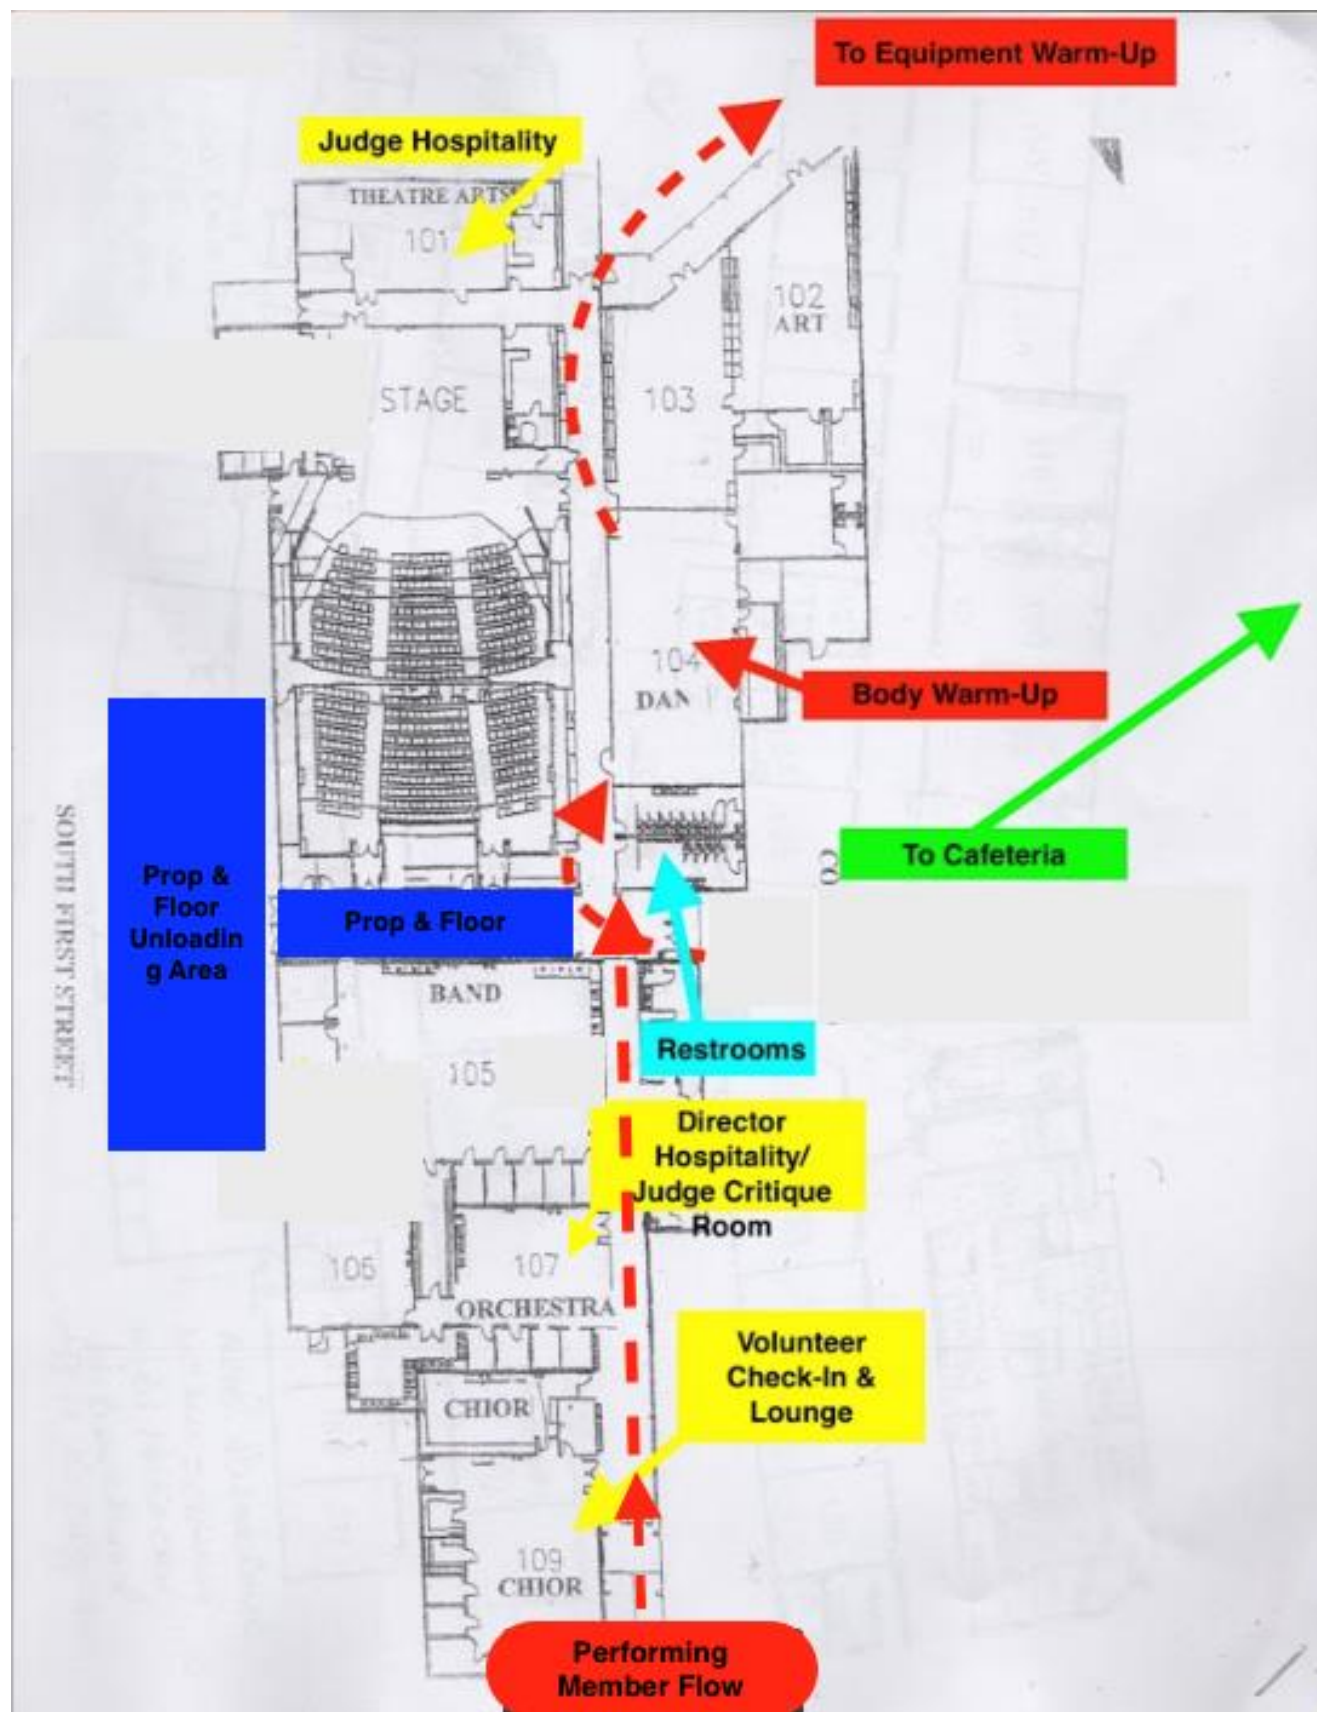 To Equipment Warm-Up
Judge Hospitality
THEATRE ARTS
101
102
ART
STAGE
103
104
DAN
Body Warm-Up
To Cafeteria
CO
SOUTH FIRST STREET
Prop &
Floor
Unloadin
g Area
Prop & Floor
BAND
Restrooms
105
Director
Hospitality/
Judge Critique
Room
106
107
ORCHESTRA
Volunteer
Check-In &
Lounge
CHIOR
109
CHIOR
Performing
Member Flow